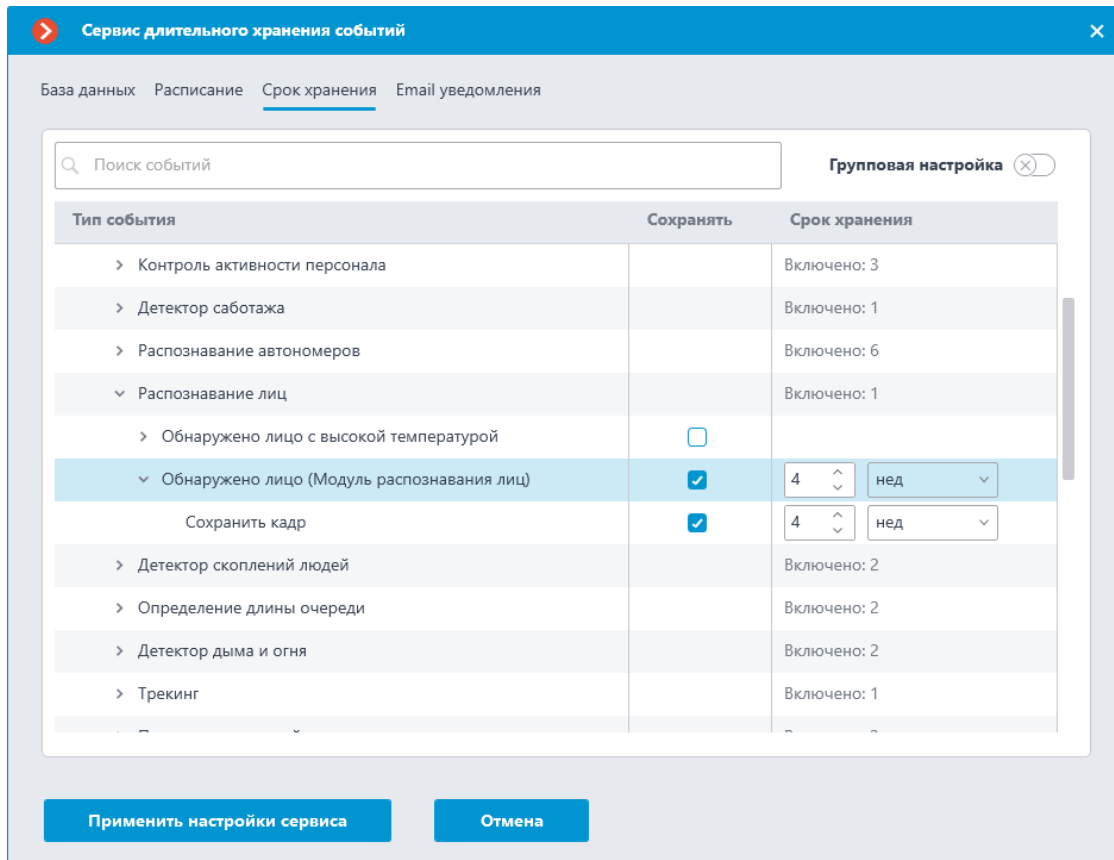 Сервис длительного хранения событий
База данных Расписание Срок хранения Email уведомления
Поиск событий Групповая настройка
Тип события Сохранять Срок хранения
Контроль активности персонала Включено: 3
Детектор саботажа Включено: 1
Распознавание автономеров Включено: 6
Распознавание лиц Включено: 1
Обнаружено лицо с высокой температурой
Обнаружено лицо (Модуль распознавания лиц) 4 нед
Сохранить кадр 4 нед
Детектор скоплений людей Включено: 2
Определение длины очереди Включено: 2
Детектор дыма и огня Включено: 2
Трекинг Включено: 1
Применить настройки сервиса Отмена